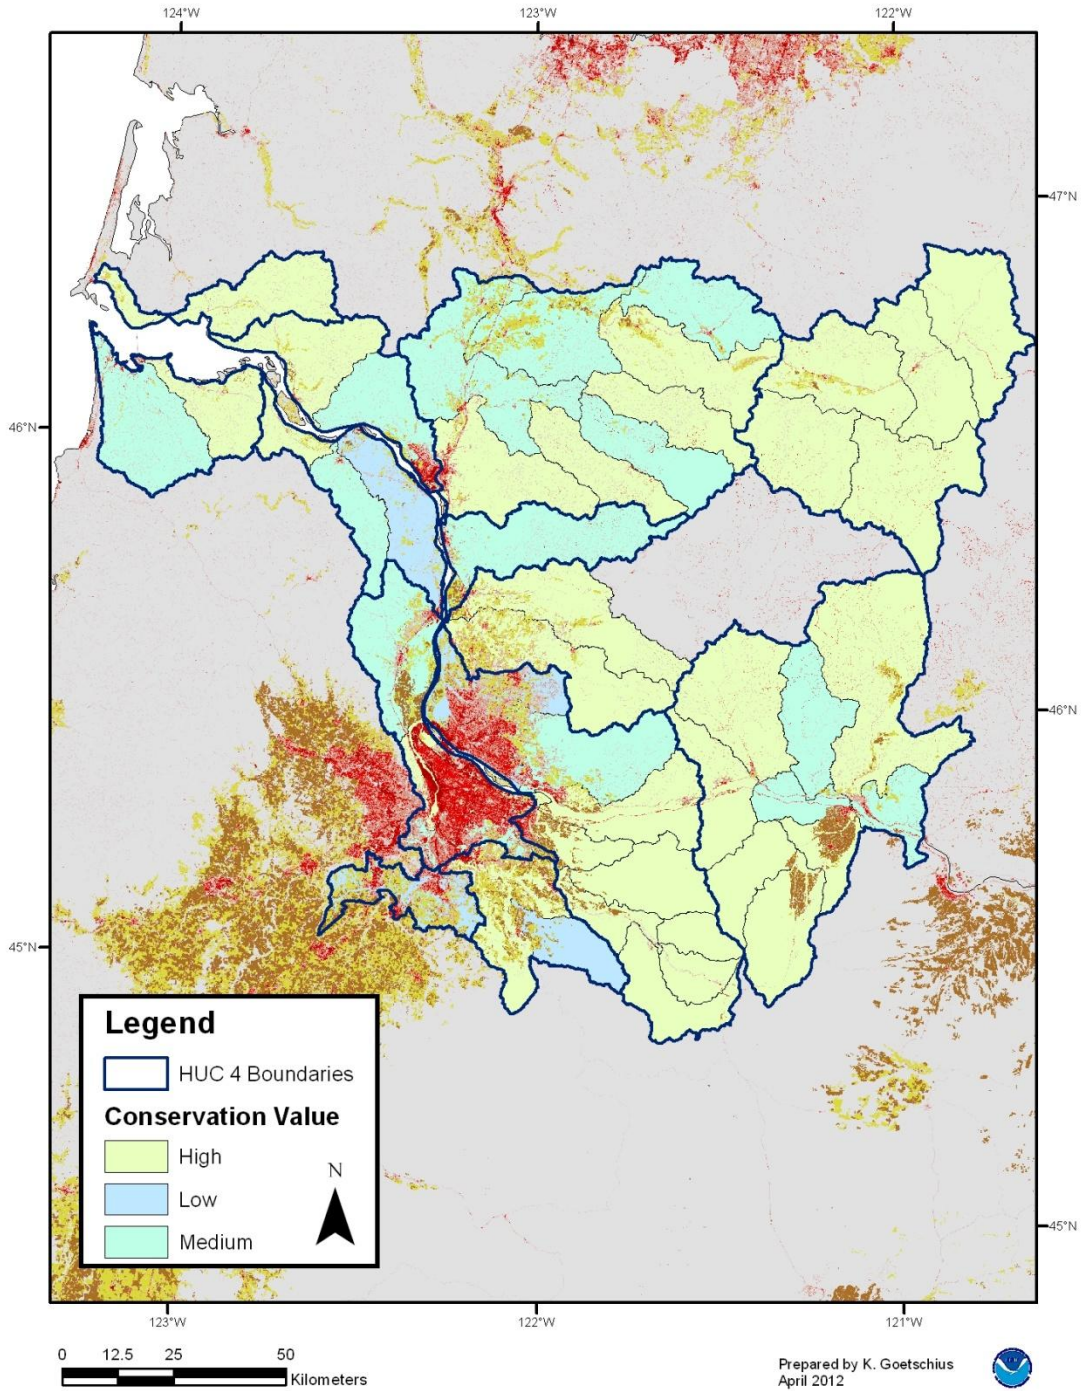 124°W 123°W 122°W
47°N
46°N
46°N
45°N
45°N
Legend
HUC 4 Boundaries
Conservation Value
High
Low
Medium
N
123°W 122°W 121°W
0 12.5 25 50
Kilometers
Prepared by K. Goetschius
April 2012